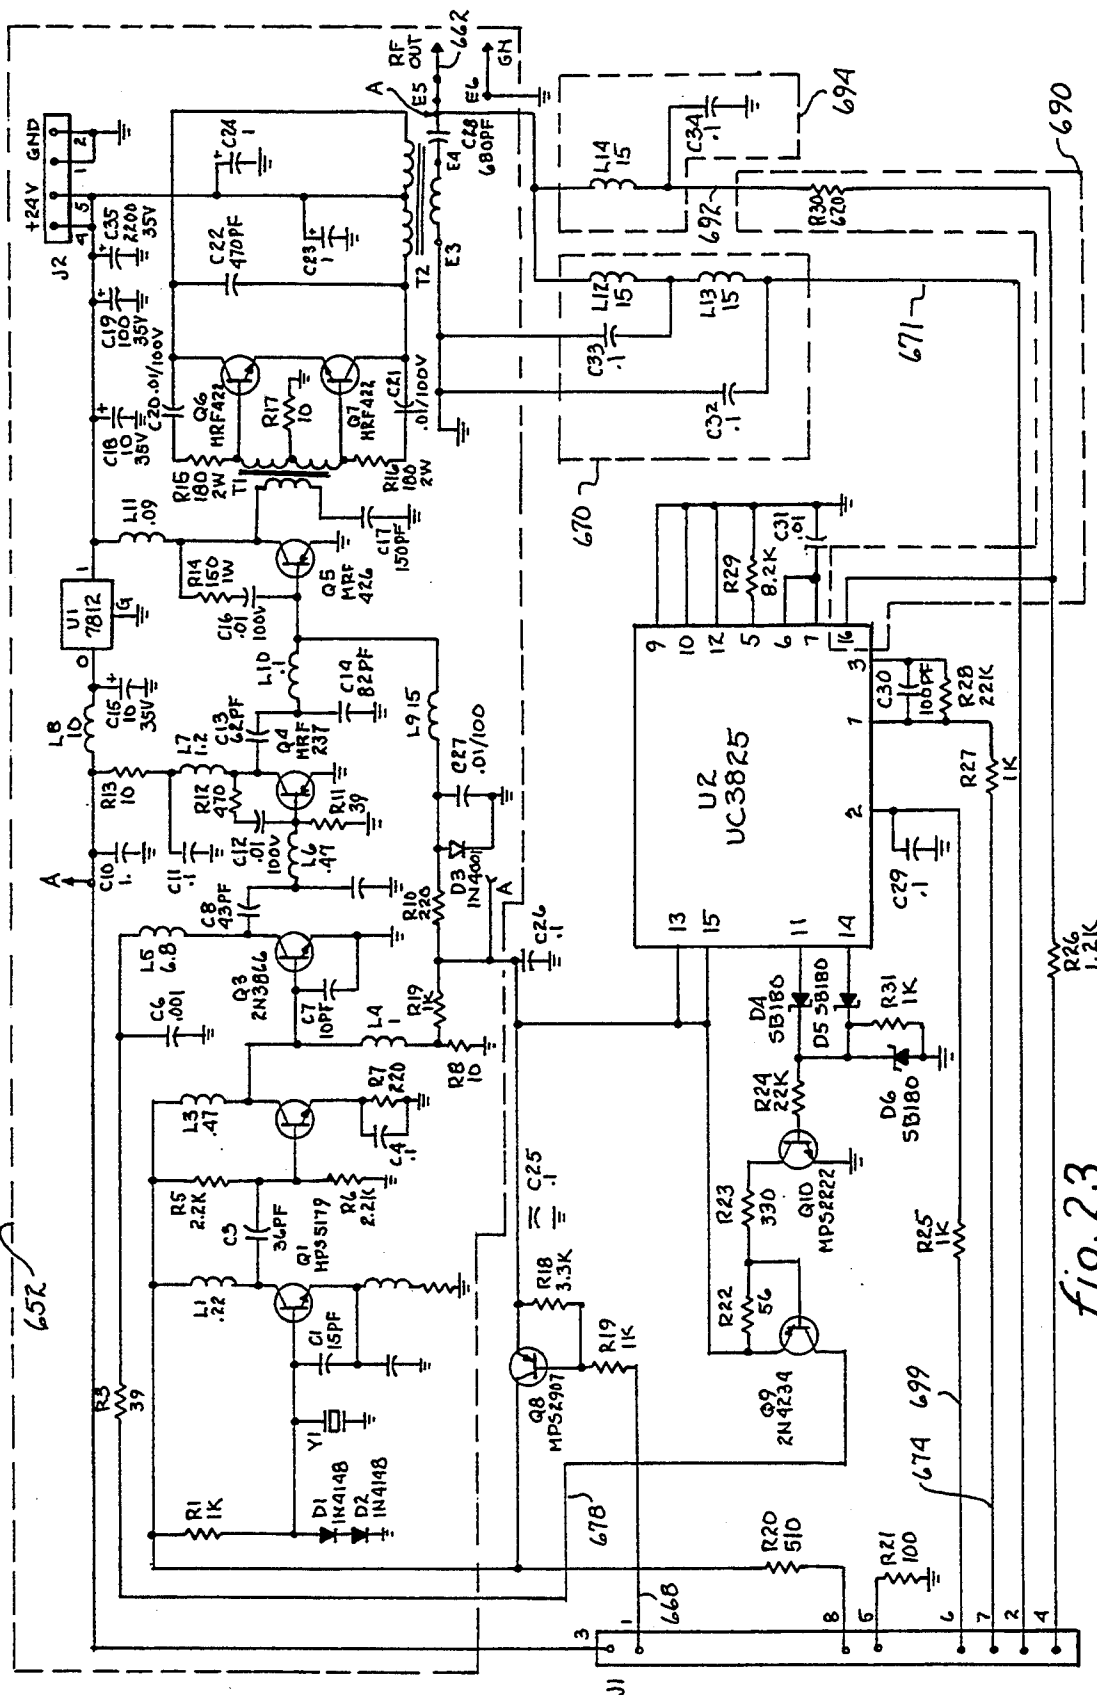 652
A
R3
39
L8
10
U1
7812
O
1
G
+24V
GND
4
5
1
2
J2
C10
1.
R13
10
C15
10
35V
C18
10
35V
C19
100
35V
C35
2200
35V
C11
.1
L5
6.8
C6
.001
L7
1.2
R12
470
C13
62PF
L11
.09
R14
150
1W
C20 .01/100V
C22
470PF
C24
1
C23
1
R1
1K
L1
.22
R5
2.2K
L3
.47
C8
43PF
C12
.01
100V
L6
.47
Q4
MRF
237
R11
39
L10
.1
C14
82PF
C16
.01
100V
Q5
MRF
426
C17
150PF
T1
R15
180
2W
Q6
MRF422
R17
10
Q7
MRF422
R16
180
2W
C21
.01/100V
T2
E3
E4
C28
680PF
E5
E6
A
RF
OUT
662
GH
C3
36PF
Q1
MPS5179
R6
2.2K
C4
.1
R7
220
Q3
2N3866
C7
10PF
L4
1
R8
10
R19
1K
R10
220
L9 15
C27
.01/100
D3
1N4001
A
C26
.1
Y1
C1
15PF
D1
1N4148
D2
1N4148
C25
.1
Q8
MPS2907
R18
3.3K
R19
1K
678
668
R20
510
R21
100
R22
56
R23
330
Q9
2N4234
Q10
MPS2222
R24
22K
D4
SB180
D5 SB180
D6
SB180
R31
1K
U2
UC3825
13
15
11
14
9
10
12
5
6
7
16
3
1
2
R29
8.2K
C31
.01
C30
100PF
R28
22K
R27
1K
C29
.1
R25
1K
R26
1.2K
670
L12
15
L13
15
C33
.1
C32
.1
671
L14
15
C34
.1
694
692
R30
620
690
699
674
J1
3
1
8
5
6
7
2
4
fig. 23